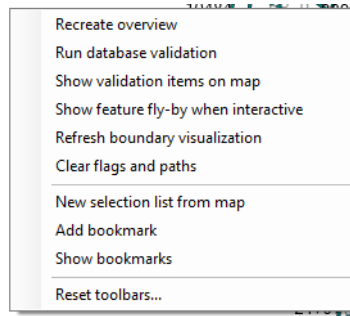 Recreate overview
Run database validation
Show validation items on map
Show feature fly-by when interactive
Refresh boundary visualization
Clear flags and paths
New selection list from map
Add bookmark
Show bookmarks
Reset toolbars...